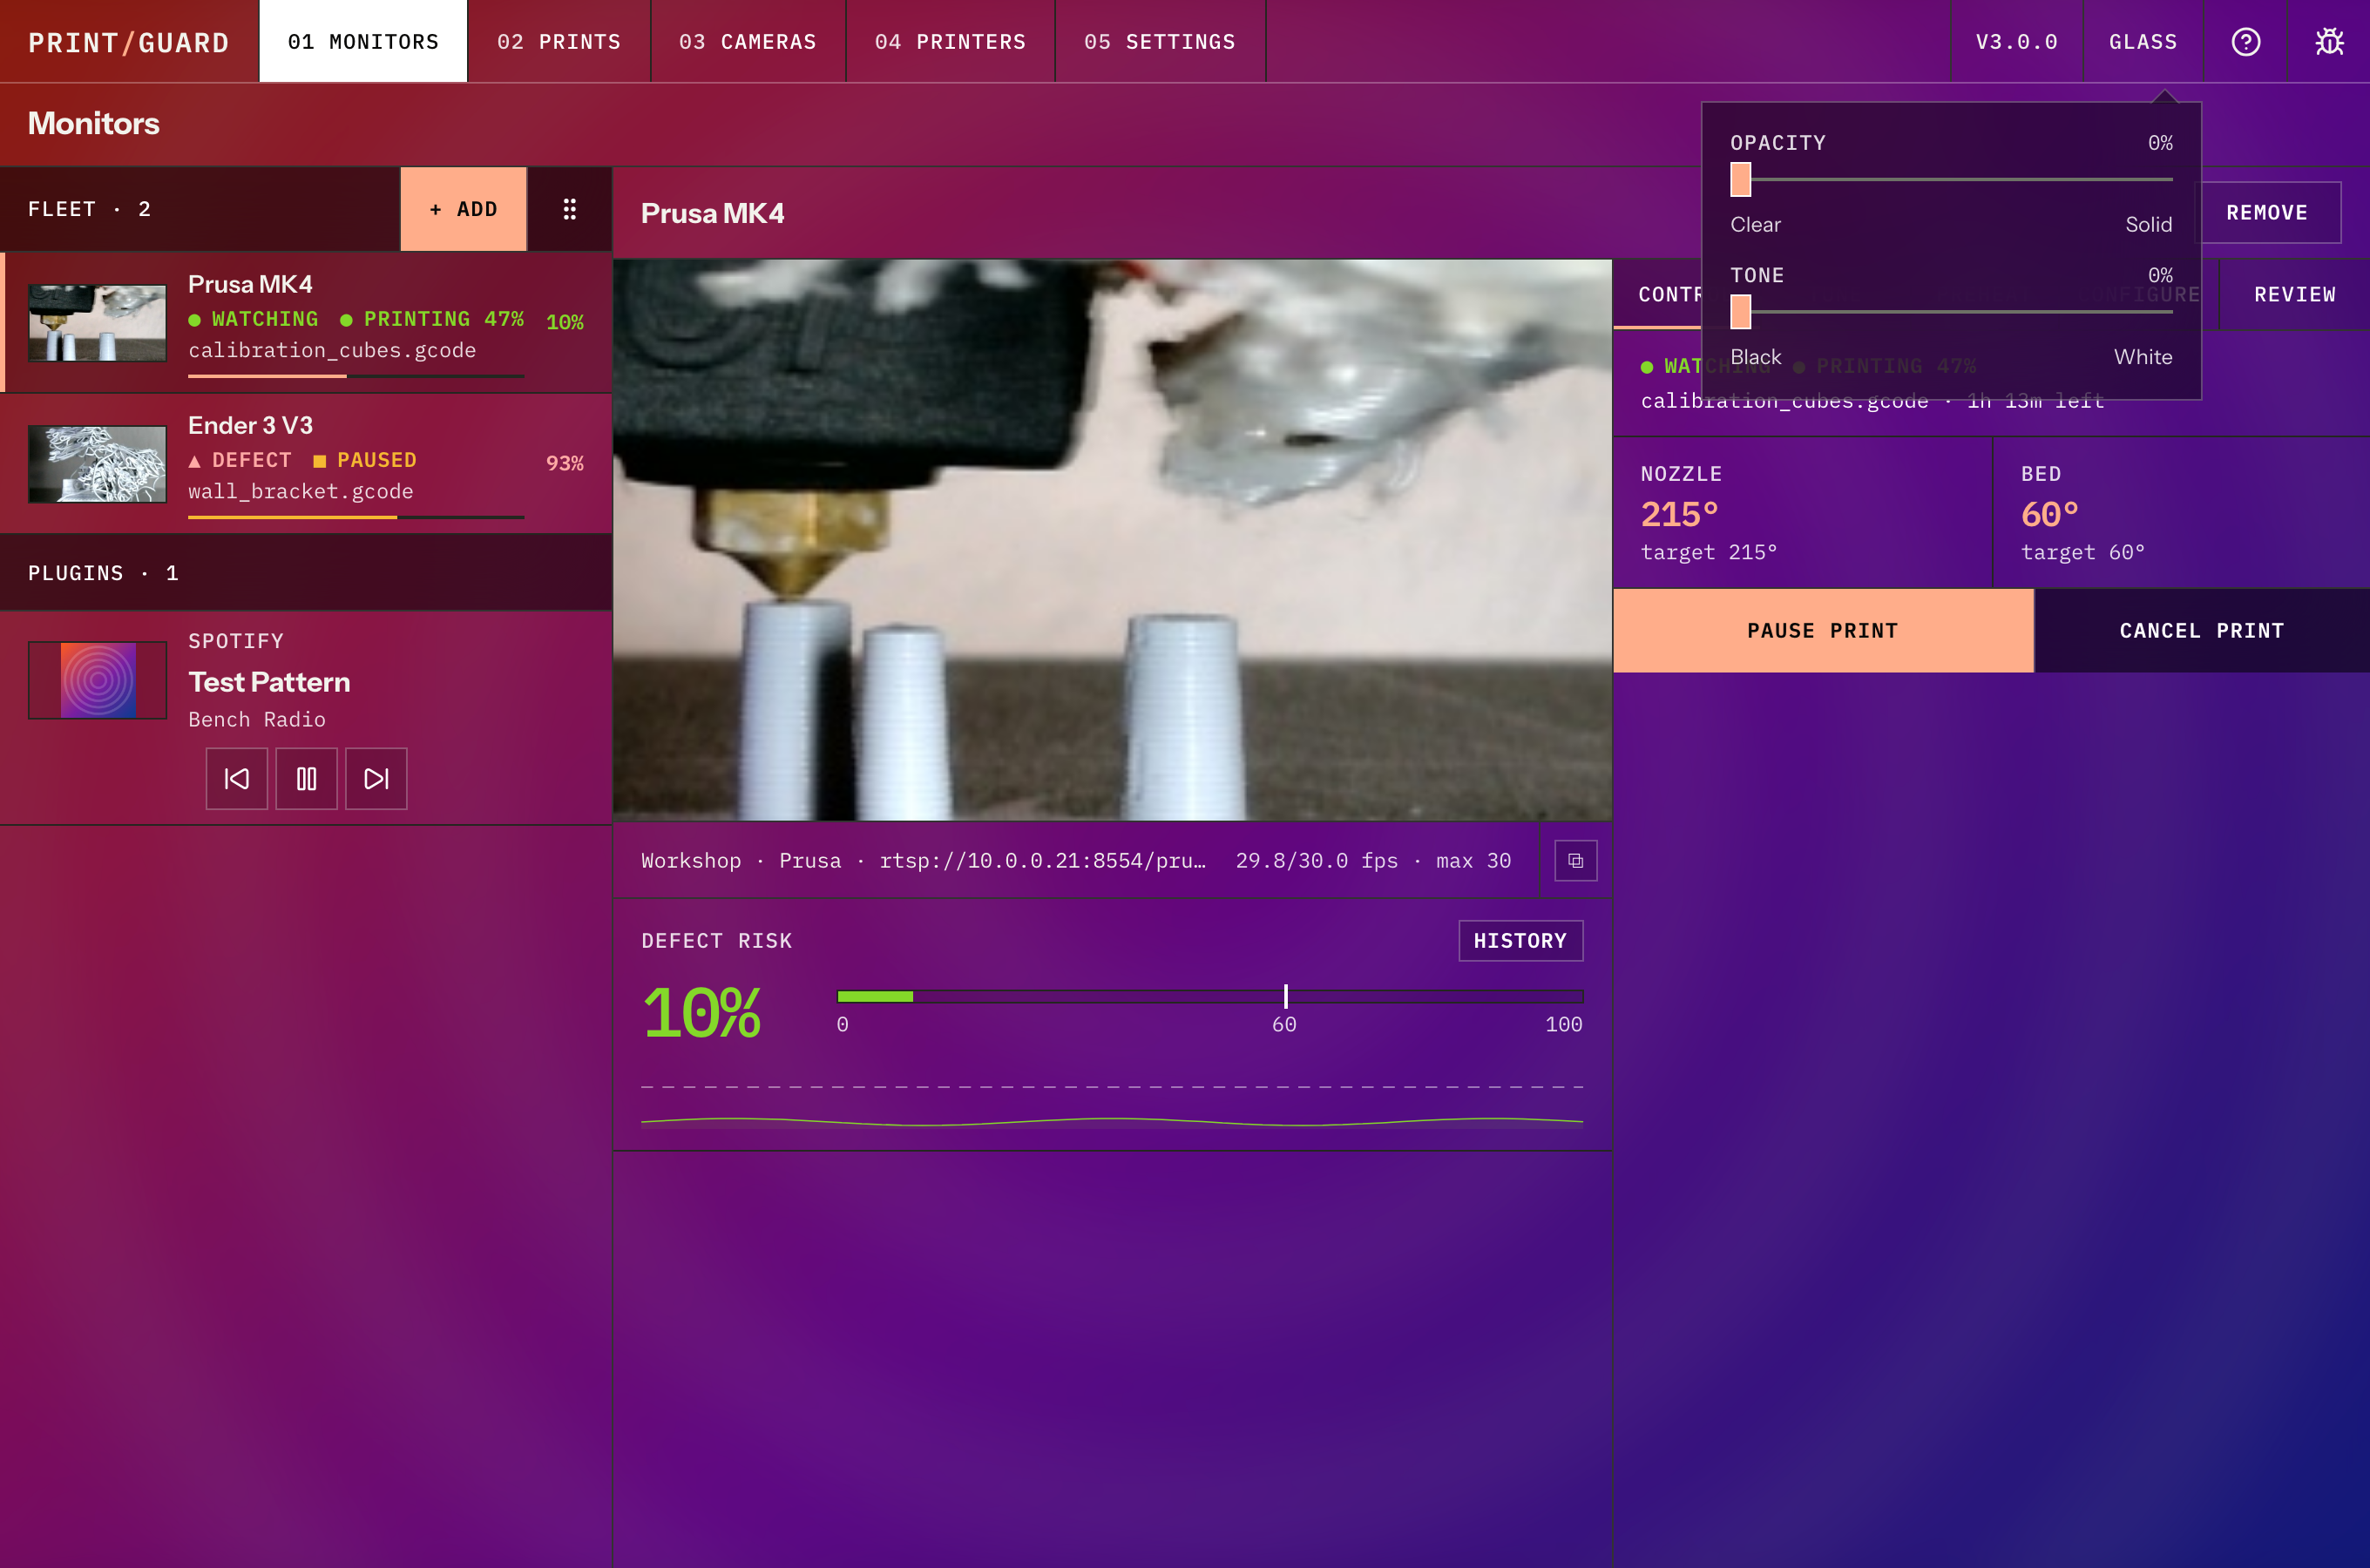 PRINT/GUARD
01 MONITORS
02 PRINTS
03 CAMERAS
04 PRINTERS
05 SETTINGS
V3.0.0
GLASS
Monitors
OPACITY 0%
Clear Solid
TONE 0%
Black White
FLEET · 2
+ ADD
Prusa MK4
WATCHING PRINTING 47% 10%
calibration_cubes.gcode
Ender 3 V3
DEFECT PAUSED 93%
wall_bracket.gcode
PLUGINS · 1
SPOTIFY
Test Pattern
Bench Radio
Prusa MK4
REMOVE
Workshop · Prusa · rtsp://10.0.0.21:8554/pru… 29.8/30.0 fps · max 30
DEFECT RISK
HISTORY
10%
0 60 100
REVIEW
WATCHING PRINTING 47%
calibration_cubes.gcode · 1h 13m left
NOZZLE
215°
target 215°
BED
60°
target 60°
PAUSE PRINT
CANCEL PRINT